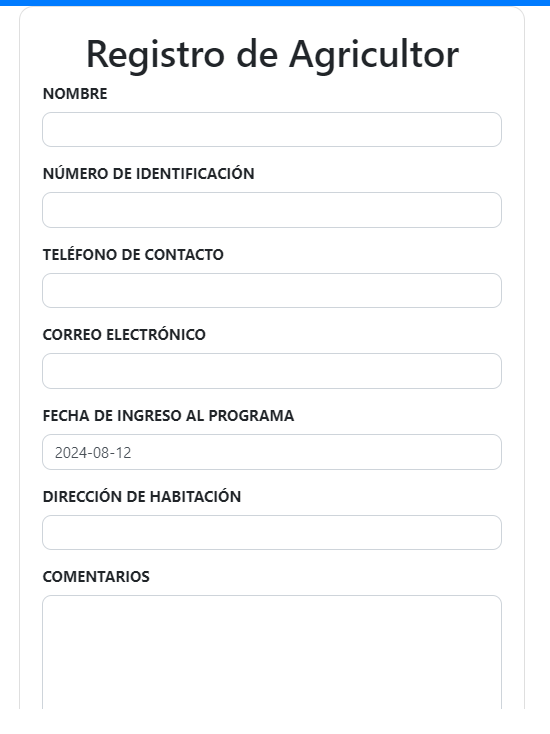 Registro de Agricultor
NOMBRE
NÚMERO DE IDENTIFICACIÓN
TELÉFONO DE CONTACTO
CORREO ELECTRÓNICO
FECHA DE INGRESO AL PROGRAMA
2024-08-12
DIRECCIÓN DE HABITACIÓN
COMENTARIOS